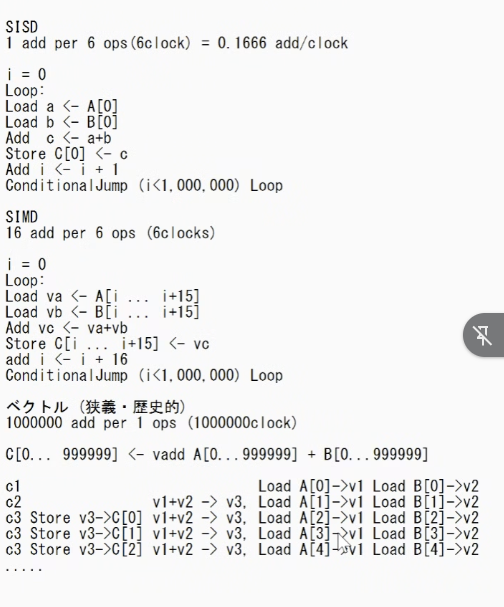 SISD
1 add per 6 ops(6clock) = 0.1666 add/clock
i = 0
Loop:
Load a <- A[0]
Load b <- B[0]
Add  c <- a+b
Store C[0] <- c
Add i <- i + 1
ConditionalJump (i<1,000,000) Loop
SIMD
16 add per 6 ops (6clocks)
i = 0
Loop:
Load va <- A[i ... i+15]
Load vb <- B[i ... i+15]
Add vc <- va+vb
Store C[i ... i+15] <- vc
add i <- i + 16
ConditionalJump (i<1,000,000) Loop
ベクトル (狭義・歴史的)
1000000 add per 1 ops (1000000clock)
C[0... 999999] <- vadd A[0...999999] + B[0...999999]
c1 Load A[0]->v1 Load B[0]->v2
c2 v1+v2 -> v3, Load A[1]->v1 Load B[1]->v2
c3 Store v3->C[0] v1+v2 -> v3, Load A[2]->v1 Load B[2]->v2
c3 Store v3->C[1] v1+v2 -> v3, Load A[3]->v1 Load B[3]->v2
c3 Store v3->C[2] v1+v2 -> v3, Load A[4]->v1 Load B[4]->v2
.....